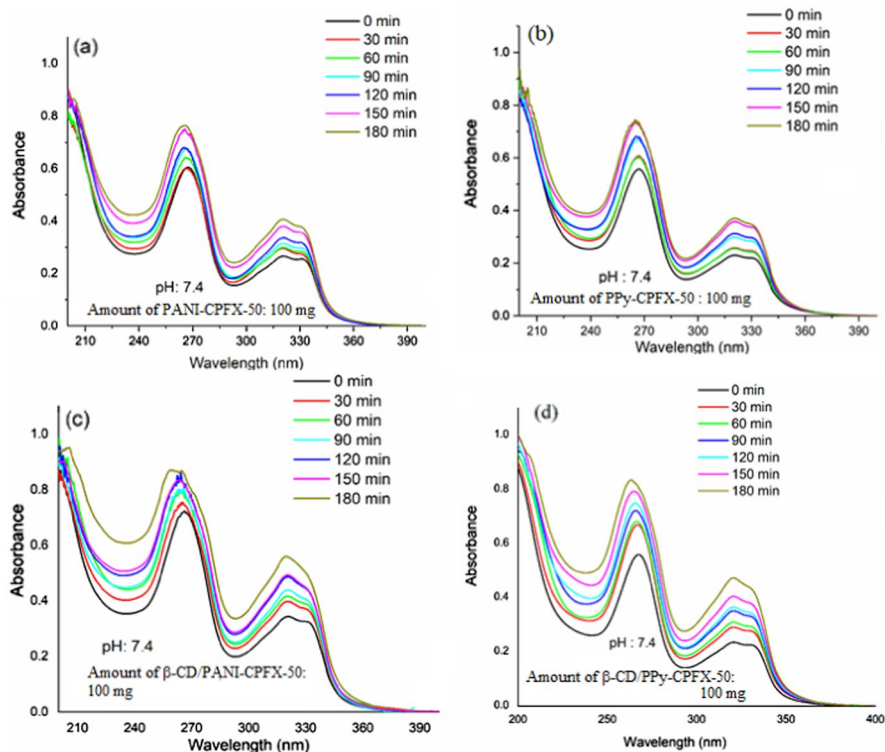 (a)
0 min
30 min
60 min
90 min
120 min
150 min
180 min
1.0
0.8
0.6
0.4
0.2
0.0
Absorbance
pH: 7.4
Amount of PANI-CPFX-50: 100 mg
210 240 270 300 330 360 390
Wavelength (nm)
(b)
0 min
30 min
60 min
90 min
120 min
150 min
180 min
1.0
0.8
0.6
0.4
0.2
0.0
Absorbance
pH : 7.4
Amount of PPy-CPFX-50 : 100 mg
210 240 270 300 330 360 390
Wavelength (nm)
(c)
0 min
30 min
60 min
90 min
120 min
150 min
180 min
1.0
0.8
0.6
0.4
0.2
0.0
Absorbance
pH: 7.4
Amount of β-CD/PANI-CPFX-50:
100 mg
200 210 240 270 300 330 360 390
Wavelength (nm)
(d)
0 min
30 min
60 min
90 min
120 min
150 min
180 min
1.0
0.8
0.6
0.4
0.2
0.0
Absorbance
pH : 7.4
Amount of β-CD/PPy-CPFX-50:
100 mg
200 250 300 350 400
Wavelength (nm)